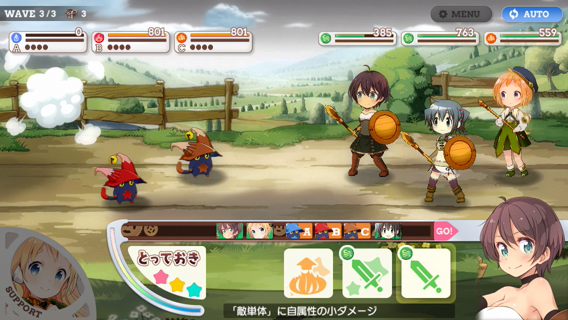 WAVE 3/3 3
MENU
AUTO
A 0
B 801
C 801
385
763
559
A B C GO!
とっておき
SUPPORT
「敵単体」に自属性の小ダメージ